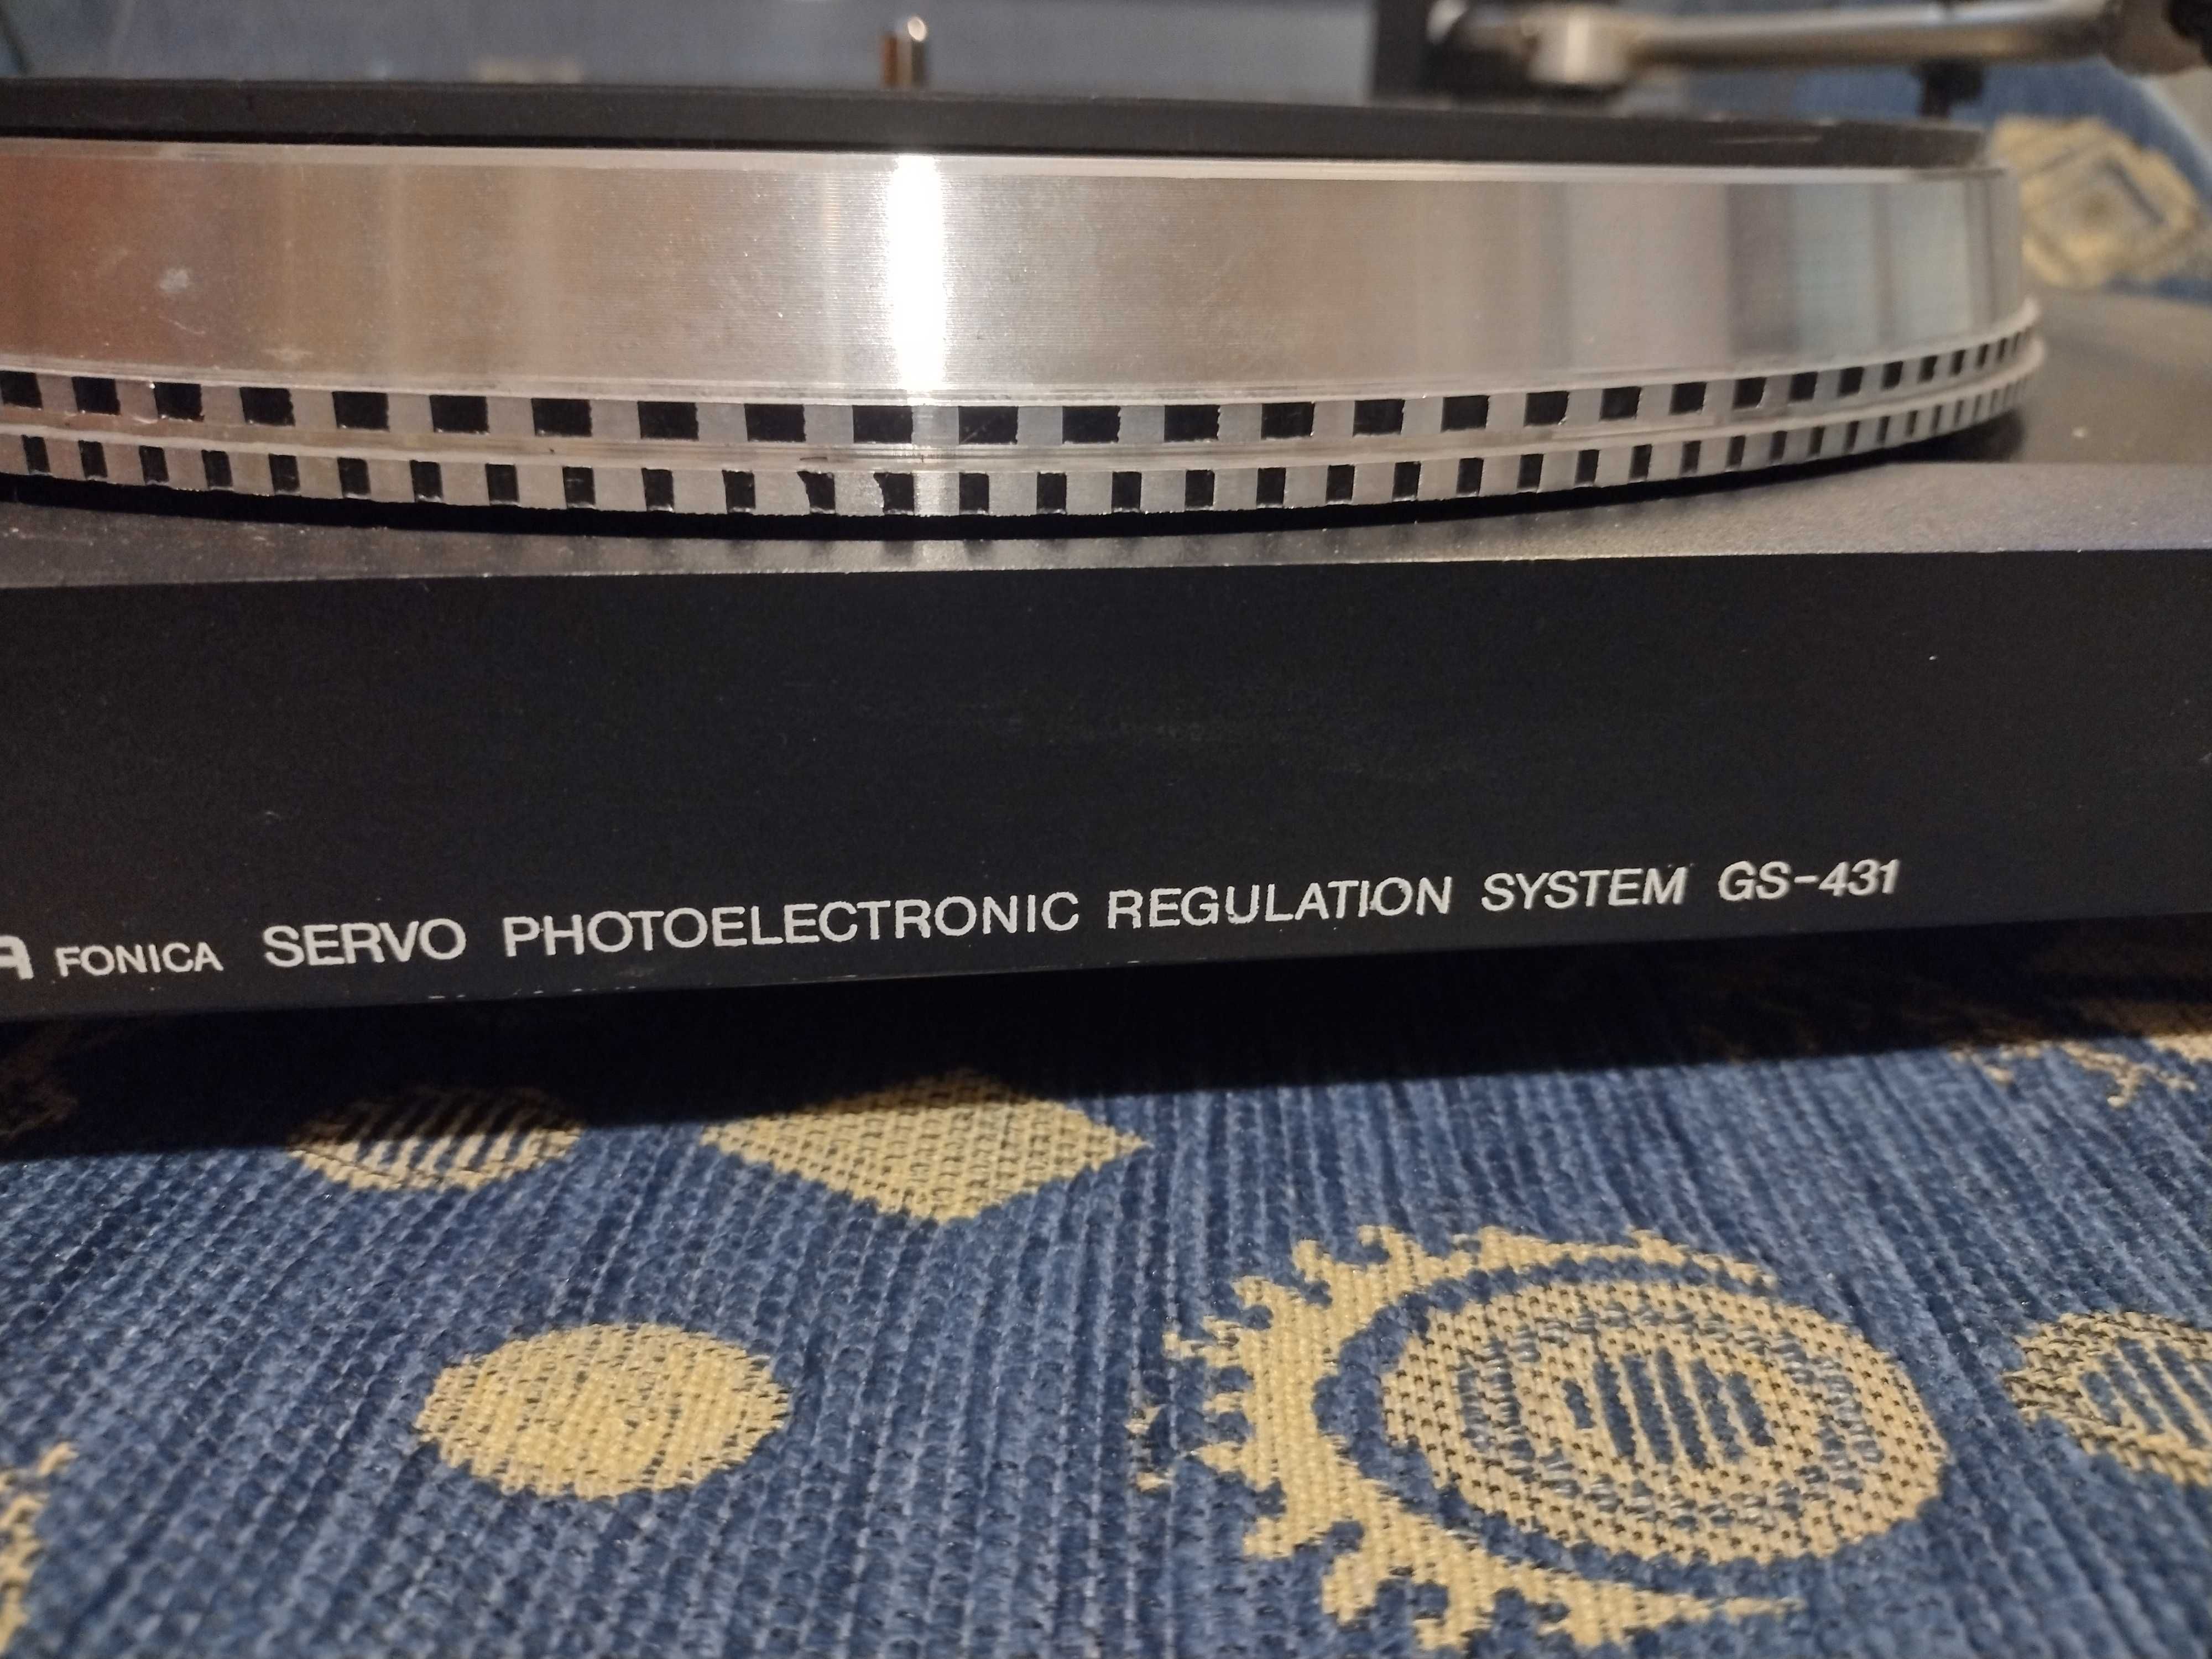 FONICA SERVO PHOTOELECTRONIC REGULATION SYSTEM GS-431